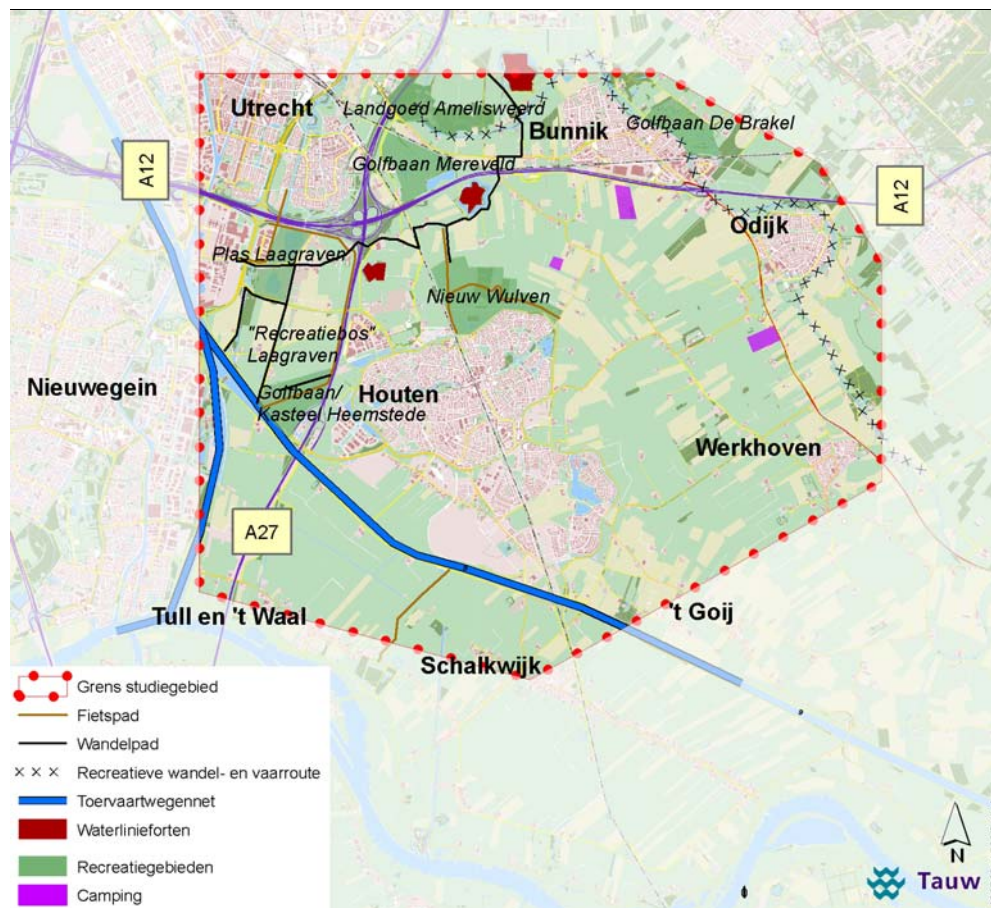 Utrecht
Landgoed Amelisweerd
Bunnik
Golfbaan De Brakel
A12
Golfbaan Mereveld
A12
Odijk
Plas Laagraven
Nieuw Wulven
"Recreatiebos"
Laagraven
Nieuwegein
Golfbaan/
Kasteel Heemstede
Houten
Werkhoven
A27
Tull en 't Waal
't Goij
Schalkwijk
Grens studiegebied
Fietspad
Wandelpad
Recreatieve wandel- en vaarroute
Toervaartwegennet
Waterlinieforten
Recreatiegebieden
Camping
N
Tauw